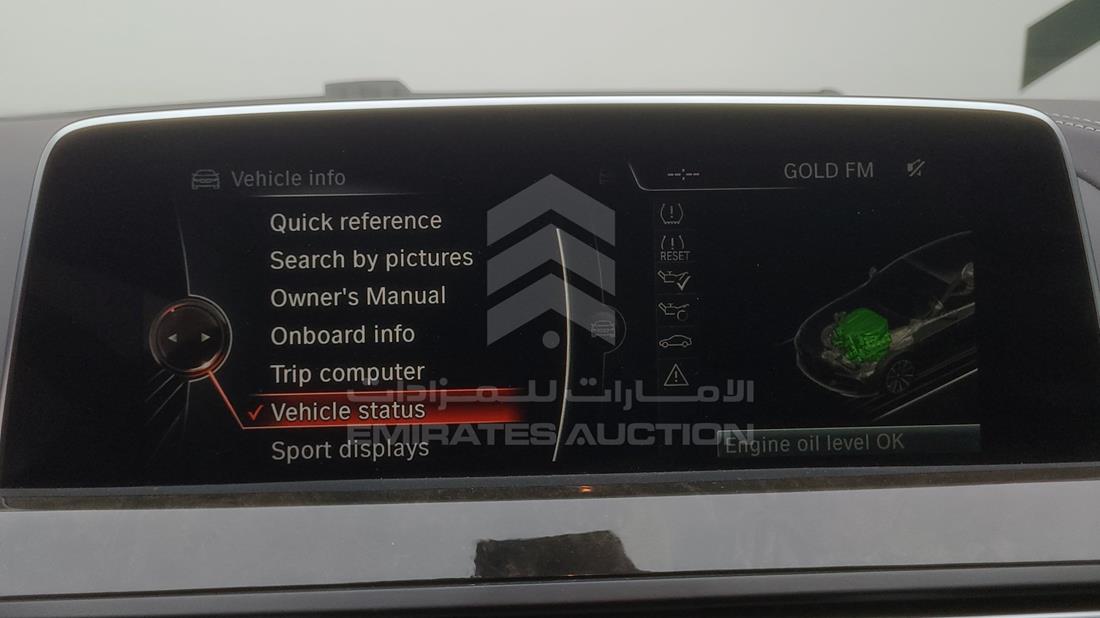 Vehicle info
--:--
GOLD FM
Quick reference
Search by pictures
Owner's Manual
Onboard info
Trip computer
Vehicle status
Sport displays
RESET
Engine oil level OK
الامارات للمزادات
EMIRATES AUCTION